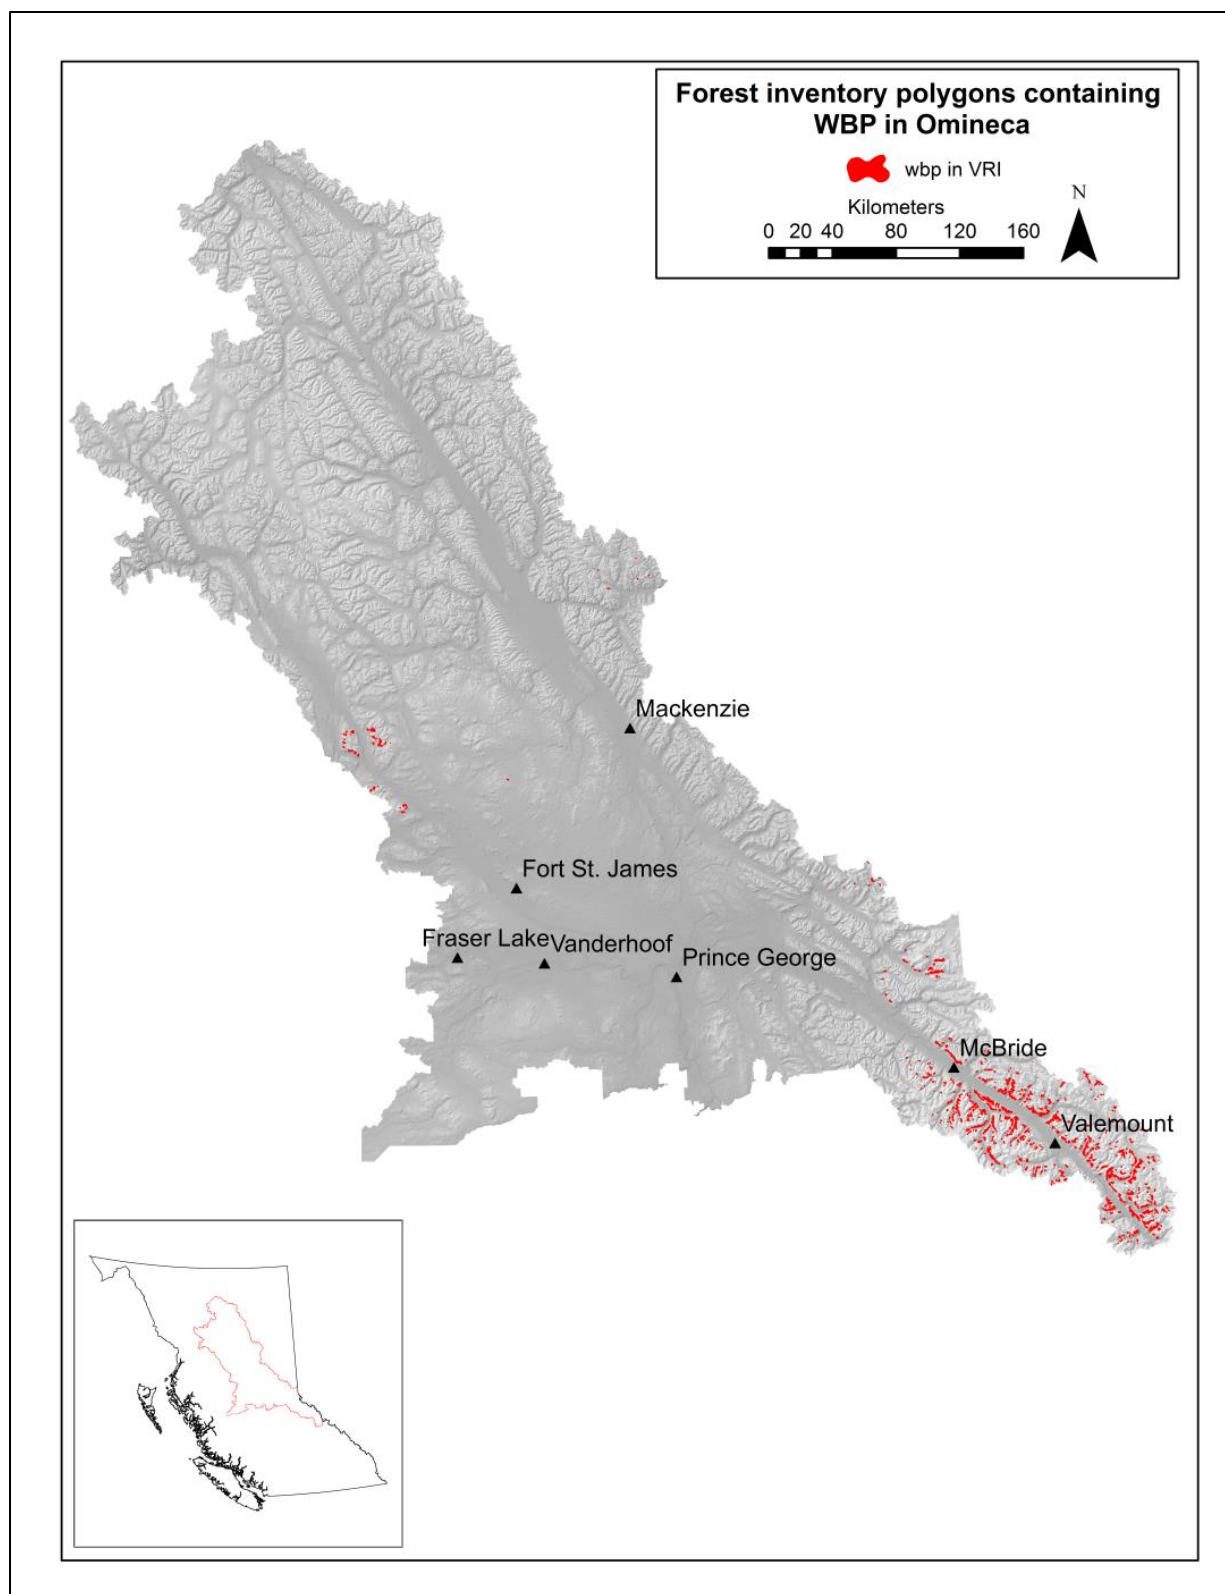 Forest inventory polygons containing
WBP in Omineca
wbp in VRI
N
Kilometers
0 20 40 80 120 160
Mackenzie
Fort St. James
Fraser Lake
Vanderhoof
Prince George
McBride
Valemount